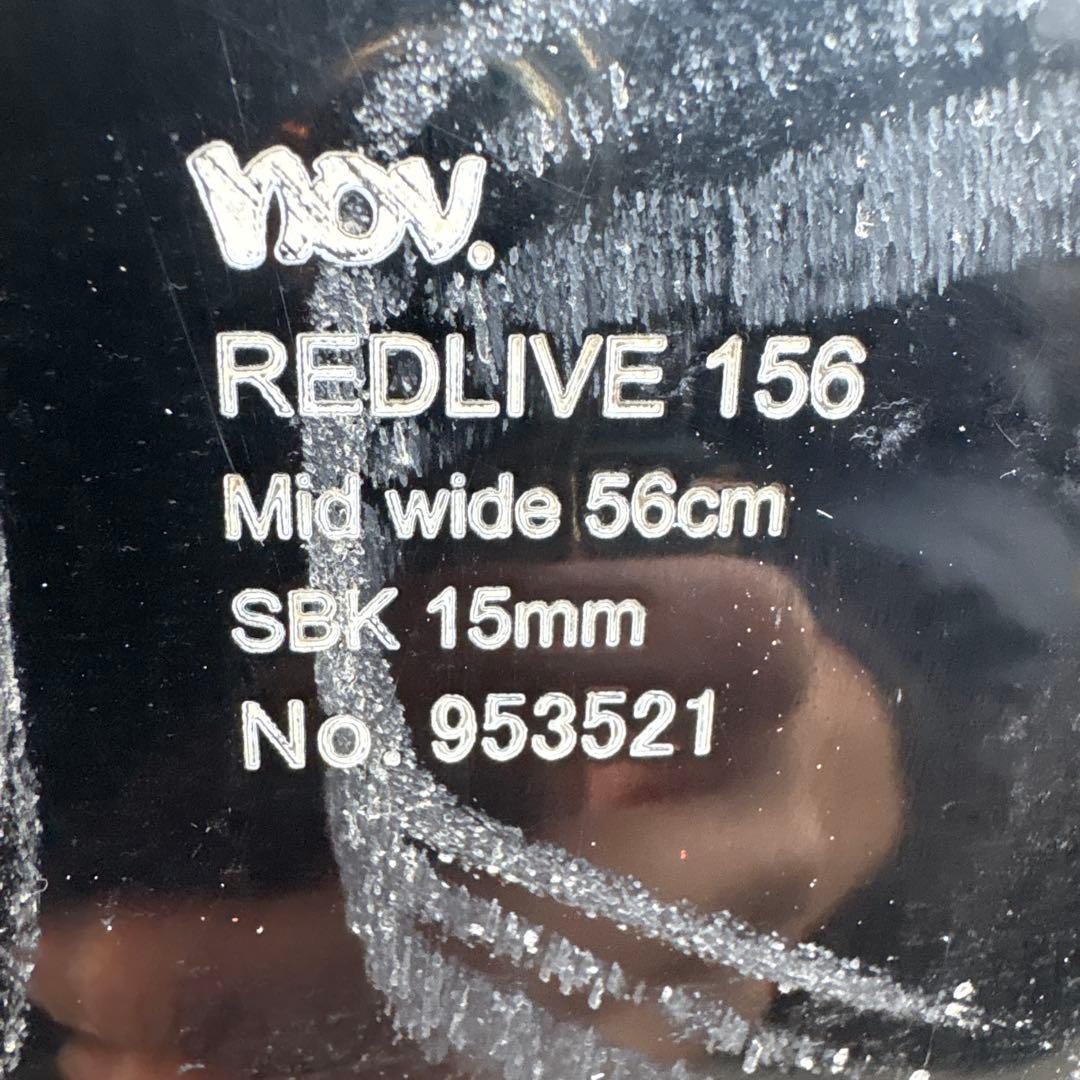 nov.
REDLIVE 156
Mid wide 56cm
SBK 15mm
No. 953521